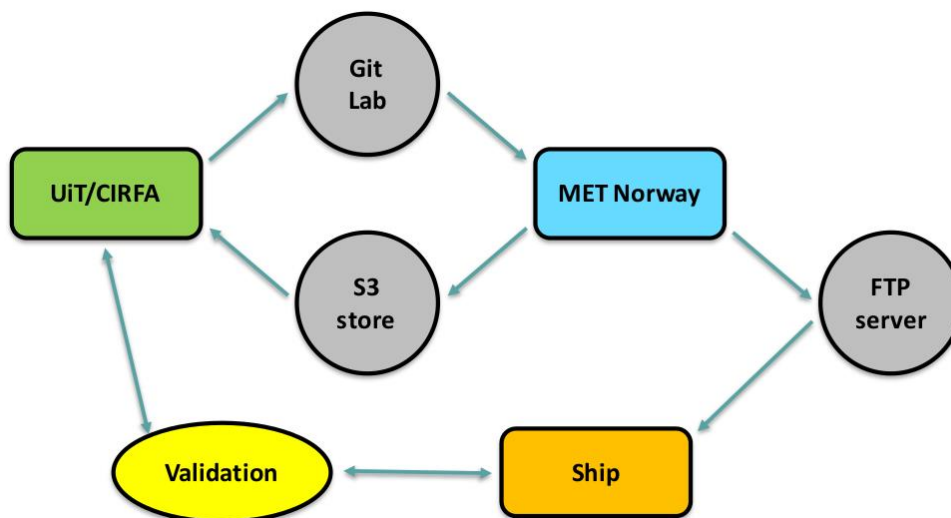 Git
Lab
UiT/CIRFA
MET Norway
S3
store
FTP
server
Validation
Ship